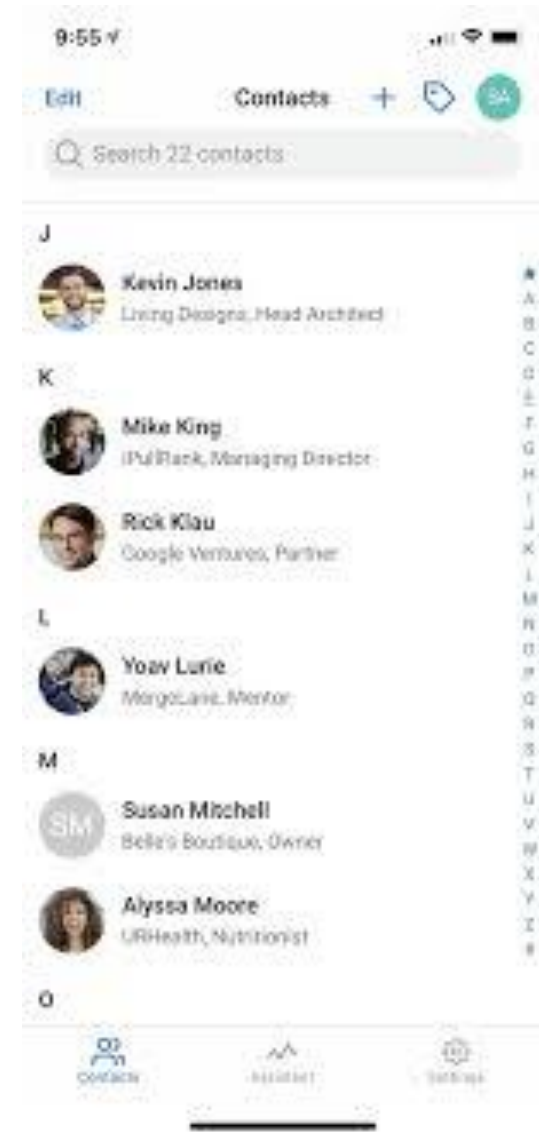 9:55
Edit Contacts + SA
Search 22 contacts
J
Kevin Jones
Living Designs, Head Architect
K
Mike King
iPullRank, Managing Director
Rick Klau
Google Ventures, Partner
L
Yoav Lurie
MergeLane, Mentor
M
SM
Susan Mitchell
Belle's Boutique, Owner
Alyssa Moore
URHealth, Nutritionist
O
#
A
B
C
D
E
F
G
H
I
J
K
L
M
N
O
P
Q
R
S
T
U
V
W
X
Y
Z
#
Contacts Assistant Settings